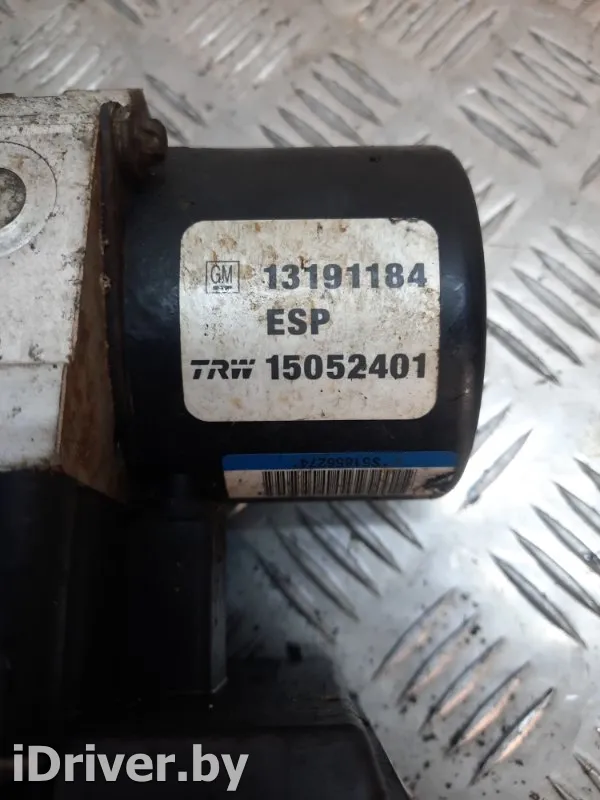 GM 13191184
ESP
TRW 15052401
iDriver.by